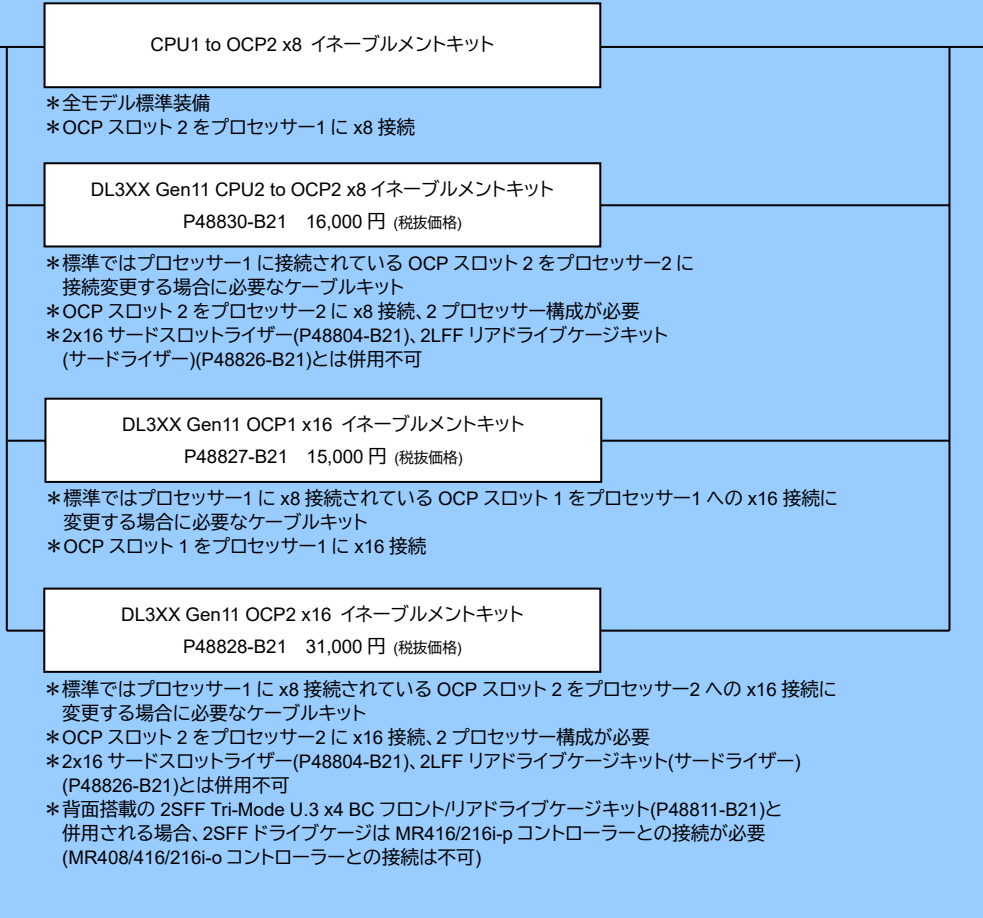 CPU1 to OCP2 x8 イネーブルメントキット
＊全モデル標準装備
＊OCP スロット 2 をプロセッサー1 に x8 接続
DL3XX Gen11 CPU2 to OCP2 x8 イネーブルメントキット
P48830-B21 16,000 円 (税抜価格)
＊標準ではプロセッサー1 に接続されている OCP スロット 2 をプロセッサー2 に
接続変更する場合に必要なケーブルキット
＊OCP スロット 2 をプロセッサー2 に x8 接続、2 プロセッサー構成が必要
＊2x16 サードスロットライザー(P48804-B21)、2LFF リアドライブケージキット
(サードライザー)(P48826-B21)とは併用不可
DL3XX Gen11 OCP1 x16 イネーブルメントキット
P48827-B21 15,000 円 (税抜価格)
＊標準ではプロセッサー1 に x8 接続されている OCP スロット 1 をプロセッサー1 への x16 接続に
変更する場合に必要なケーブルキット
＊OCP スロット 1 をプロセッサー1 に x16 接続
DL3XX Gen11 OCP2 x16 イネーブルメントキット
P48828-B21 31,000 円 (税抜価格)
＊標準ではプロセッサー1 に x8 接続されている OCP スロット 2 をプロセッサー2 への x16 接続に
変更する場合に必要なケーブルキット
＊OCP スロット 2 をプロセッサー2 に x16 接続、2 プロセッサー構成が必要
＊2x16 サードスロットライザー(P48804-B21)、2LFF リアドライブケージキット(サードライザー)
(P48826-B21)とは併用不可
＊背面搭載の 2SFF Tri-Mode U.3 x4 BC フロント/リアドライブケージキット(P48811-B21)と
併用される場合、2SFF ドライブケージは MR416/216i-p コントローラーとの接続が必要
(MR408/416/216i-o コントローラーとの接続は不可)